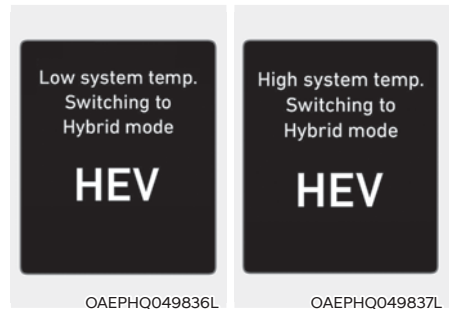 Low system temp.
Switching to
Hybrid mode
HEV
OAEPHQ049836L
High system temp.
Switching to
Hybrid mode
HEV
OAEPHQ049837L